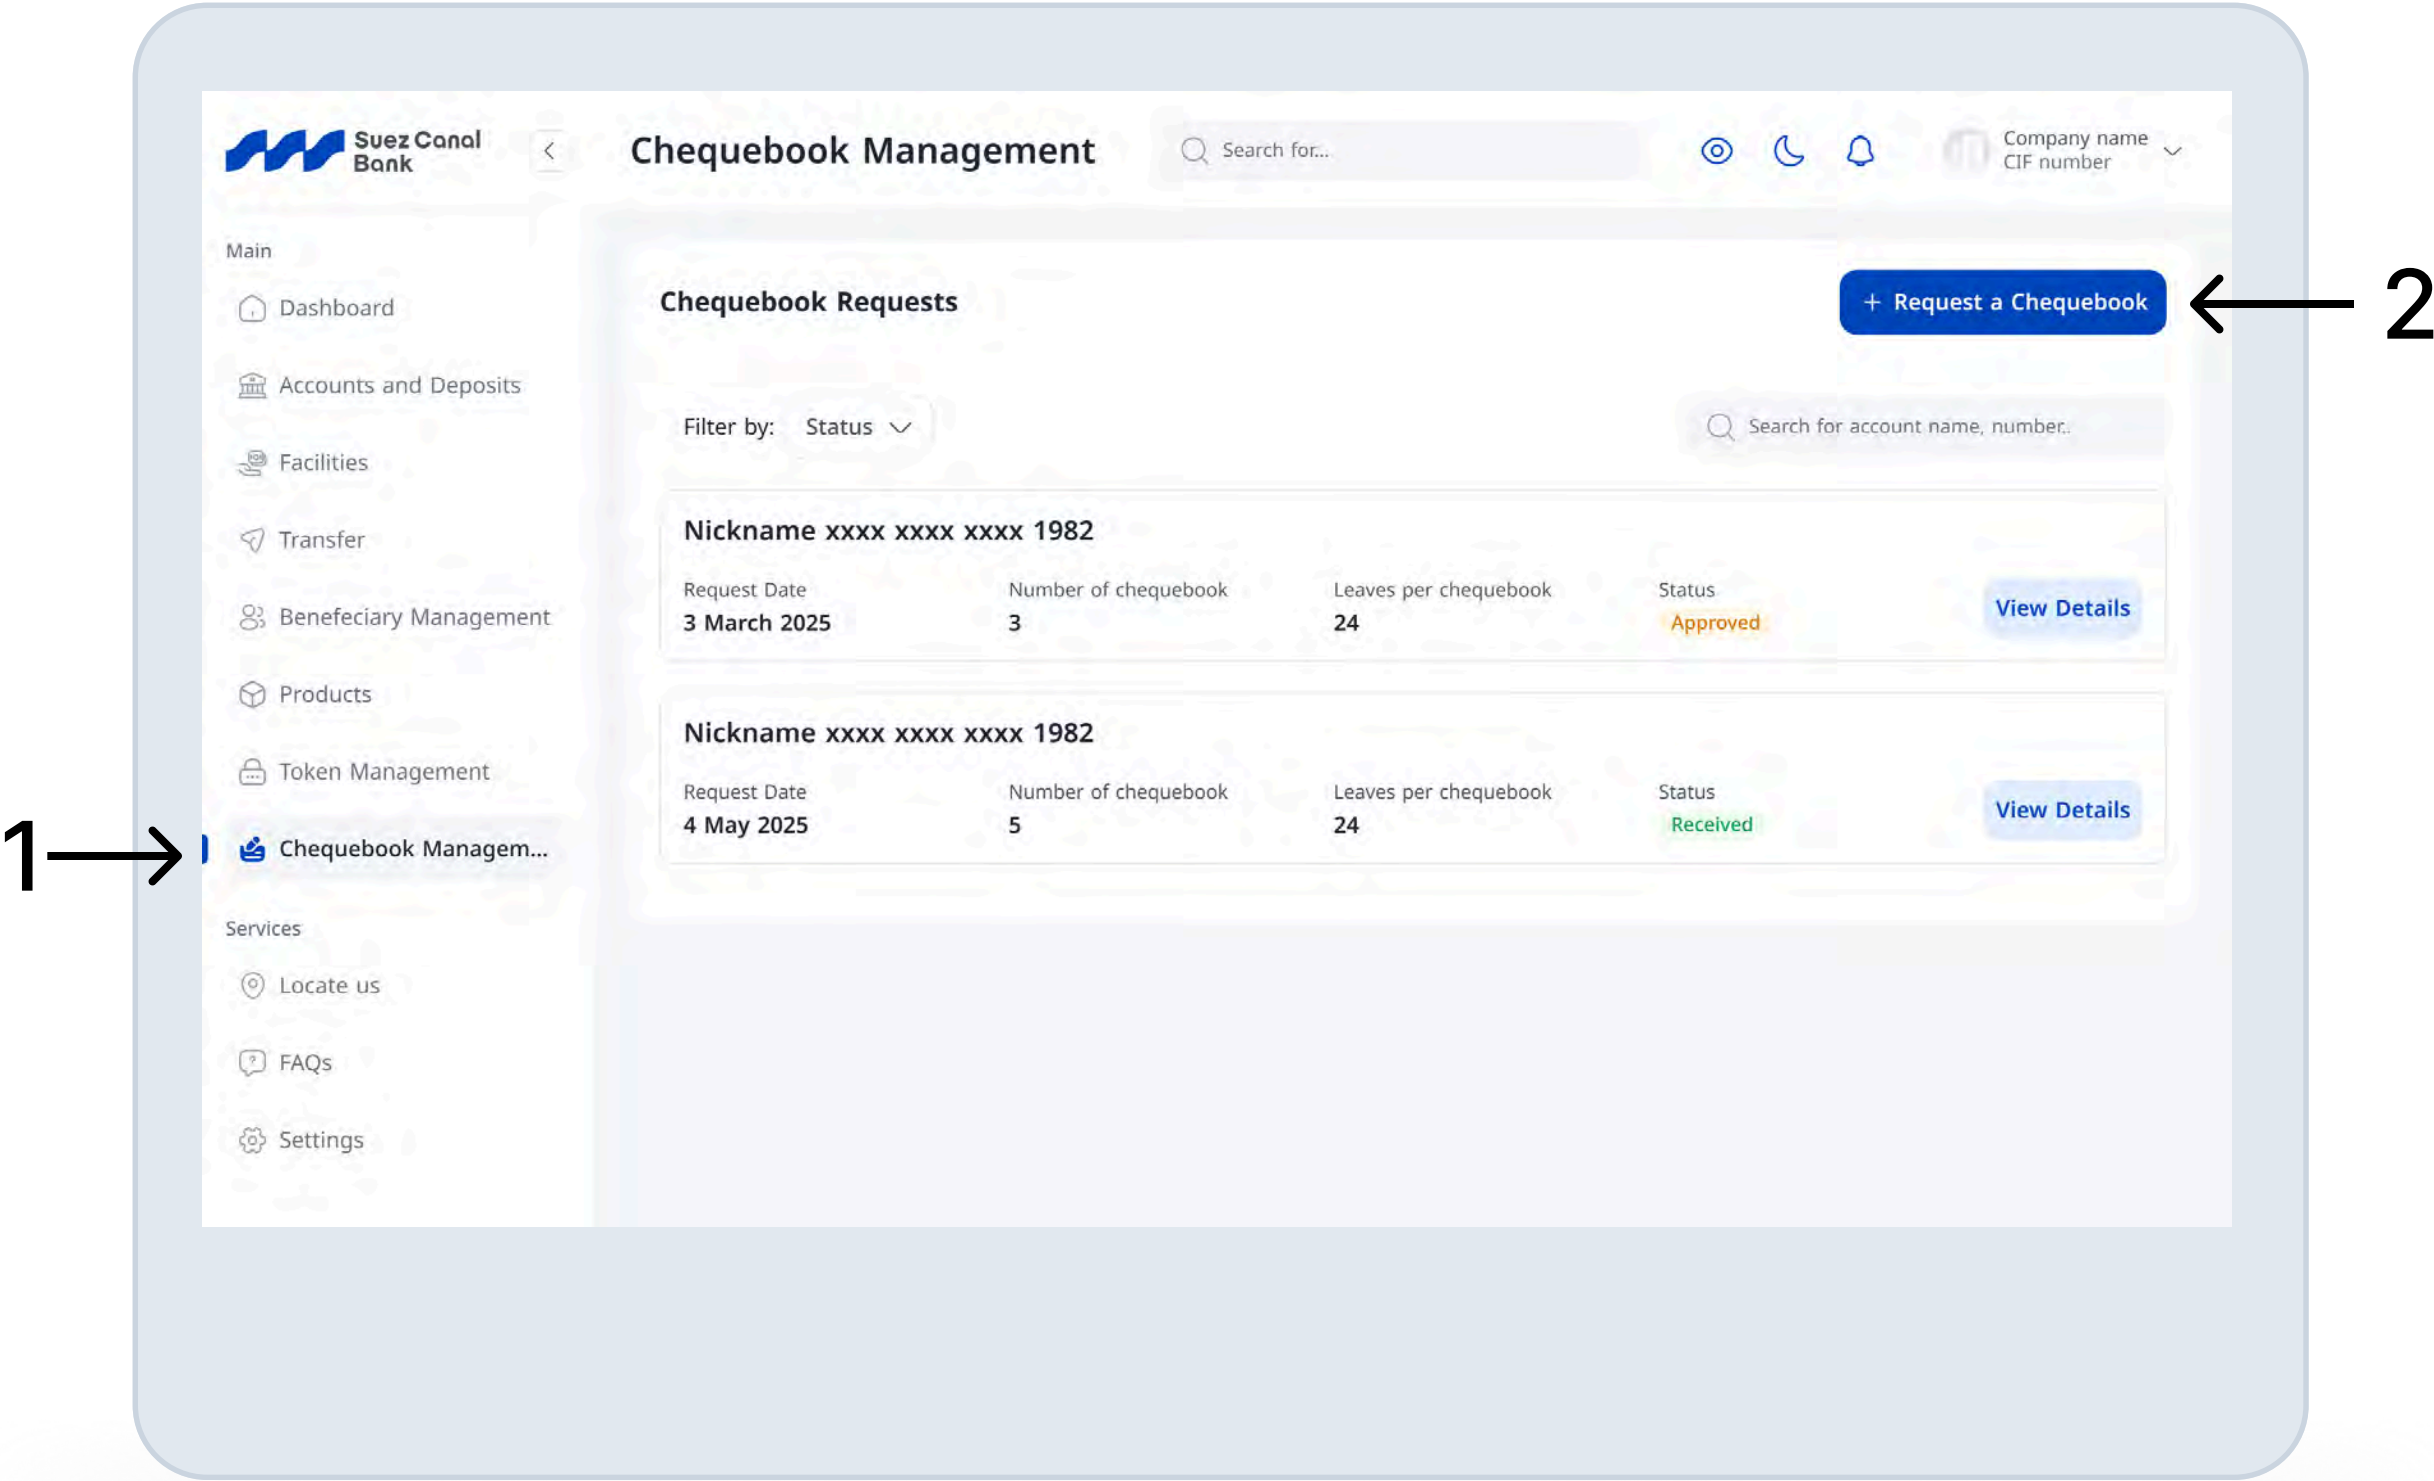 Suez Canal
Bank
Chequebook Management
Search for...
Company name
CIF number
Main
Dashboard
Accounts and Deposits
Facilities
Transfer
Benefeciary Management
Products
Token Management
1
Chequebook Managem...
Services
Locate us
FAQs
Settings
Chequebook Requests
+ Request a Chequebook
2
Filter by: Status
Search for account name, number..
Nickname xxxx xxxx xxxx 1982
Request Date Number of chequebook Leaves per chequebook Status
3 March 2025 3 24 Approved
View Details
Nickname xxxx xxxx xxxx 1982
Request Date Number of chequebook Leaves per chequebook Status
4 May 2025 5 24 Received
View Details